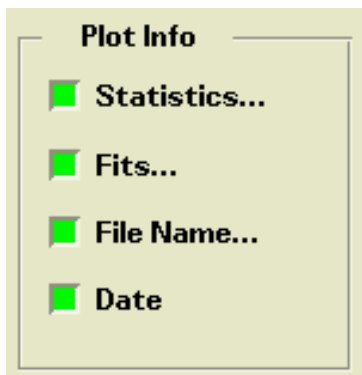 Plot Info
Statistics...
Fits...
File Name...
Date